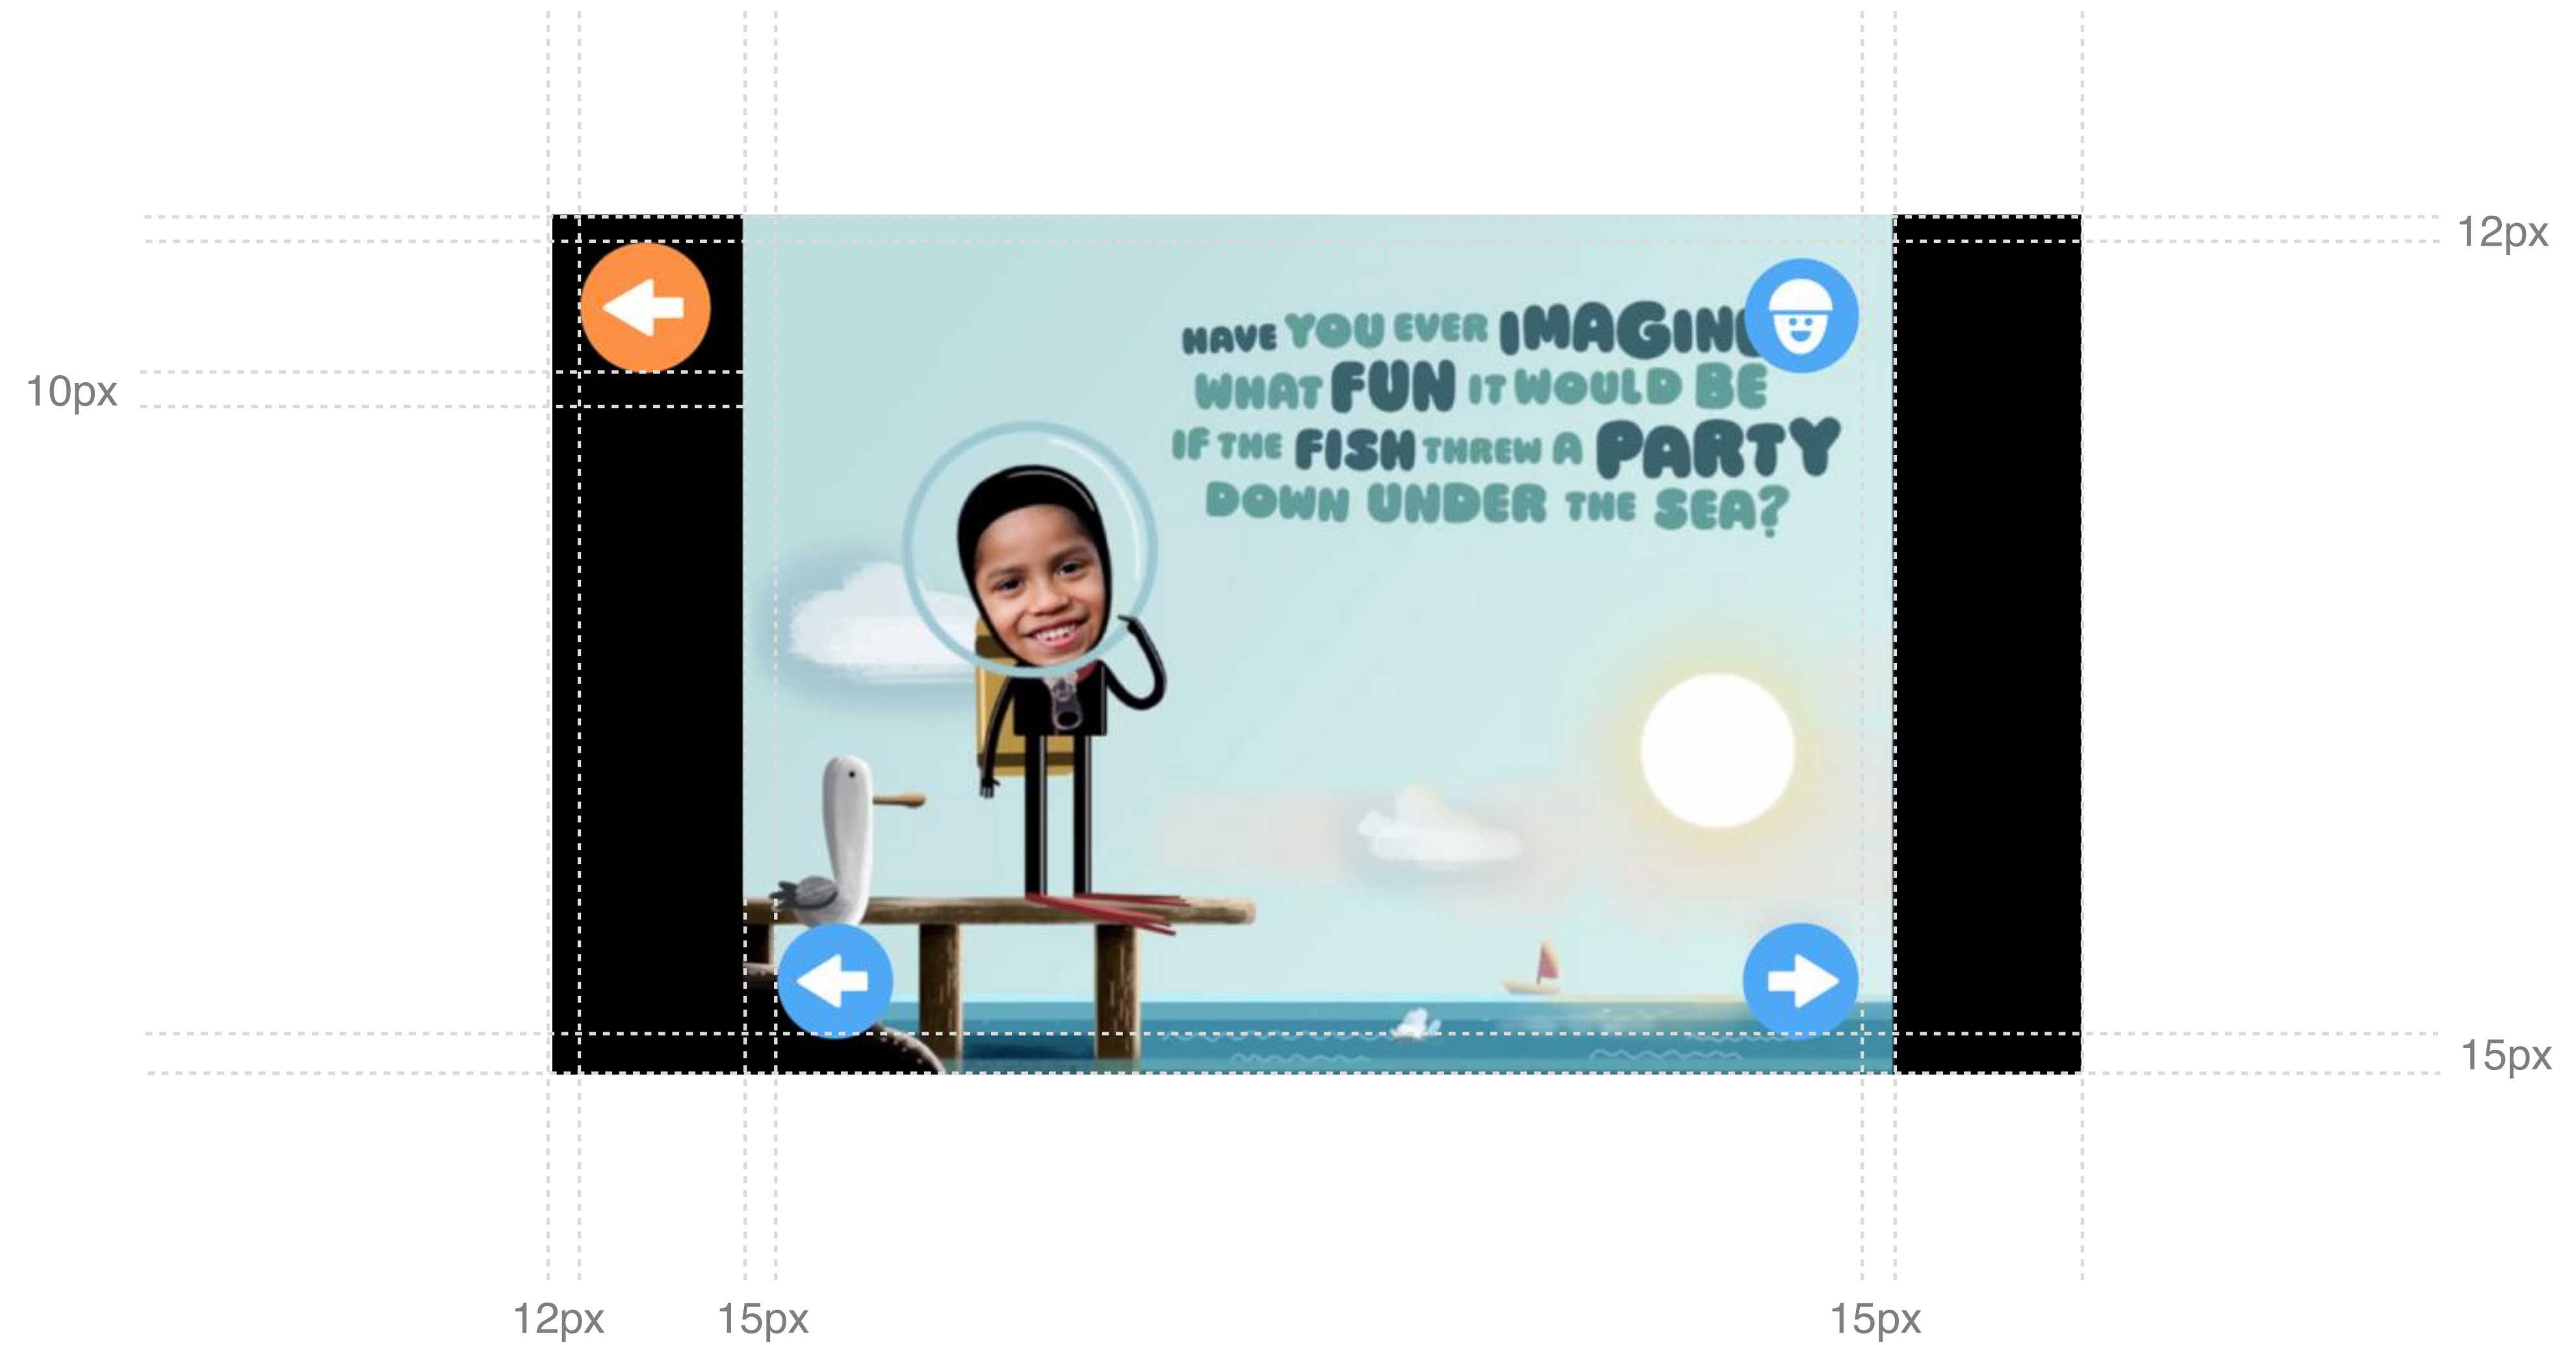 12px
HAVE YOU EVER IMAGIN
10px
WHAT FUN IT WOULD BE
IF THE FISH THREW A PARTY
DOWN UNDER THE SEA?
15px
12px 15px 15px